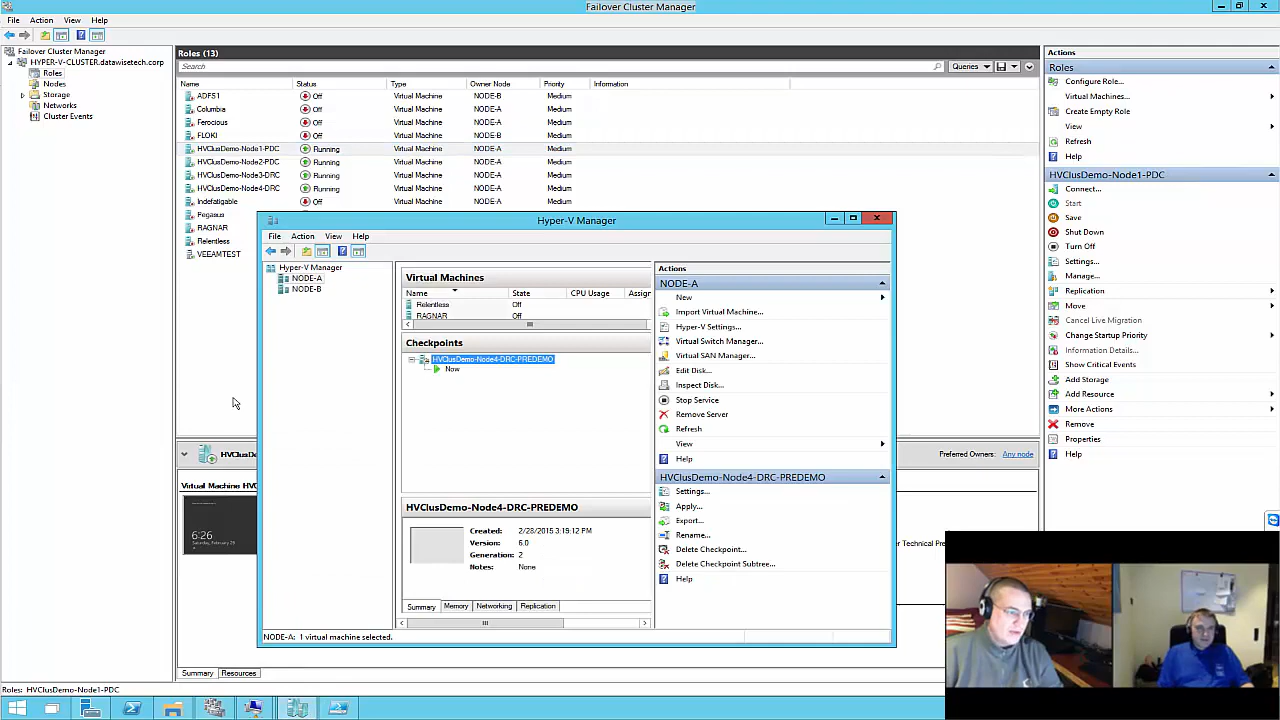 Failover Cluster Manager
File Action View Help
Failover Cluster Manager
HYPER-V-CLUSTER.datawisetech.corp
Roles
Nodes
Storage
Networks
Cluster Events
Roles (13)
Search
Queries
Name Status Type Owner Node Priority Information
ADFS1 Off Virtual Machine NODE-B Medium
Columbia Off Virtual Machine NODE-A Medium
Ferocious Off Virtual Machine NODE-A Medium
FLOKI Off Virtual Machine NODE-B Medium
HVClusDemo-Node1-PDC Running Virtual Machine NODE-A Medium
HVClusDemo-Node2-PDC Running Virtual Machine NODE-A Medium
HVClusDemo-Node3-DRC Running Virtual Machine NODE-A Medium
HVClusDemo-Node4-DRC Running Virtual Machine NODE-A Medium
Indefatigable Off Virtual Machine NODE-A Medium
Pegasus
RAGNAR
Relentless
VEEAMTEST
Hyper-V Manager
File Action View Help
Hyper-V Manager
NODE-A
NODE-B
Virtual Machines
Name State CPU Usage Assign
Relentless Off
RAGNAR Off
Checkpoints
HVClusDemo-Node4-DRC-PREDEMO
Now
HVClusDemo-Node4-DRC-PREDEMO
Created: 2/28/2015 3:19:12 PM
Version: 6.0
Generation: 2
Notes: None
Summary Memory Networking Replication
NODE-A: 1 virtual machine selected.
Actions
NODE-A
New
Import Virtual Machine...
Hyper-V Settings...
Virtual Switch Manager...
Virtual SAN Manager...
Edit Disk...
Inspect Disk...
Stop Service
Remove Server
Refresh
View
Help
HVClusDemo-Node4-DRC-PREDEMO
Settings...
Apply...
Export...
Rename...
Delete Checkpoint...
Delete Checkpoint Subtree...
Help
HVClusDe
Virtual Machine HVC
6:26
Preferred Owners: Any node
er Technical Pre
Summary Resources
Roles: HVClusDemo-Node1-PDC
Actions
Roles
Configure Role...
Virtual Machines...
Create Empty Role
View
Refresh
Help
HVClusDemo-Node1-PDC
Connect...
Start
Save
Shut Down
Turn Off
Settings...
Manage...
Replication
Move
Cancel Live Migration
Change Startup Priority
Information Details...
Show Critical Events
Add Storage
Add Resource
More Actions
Remove
Properties
Help